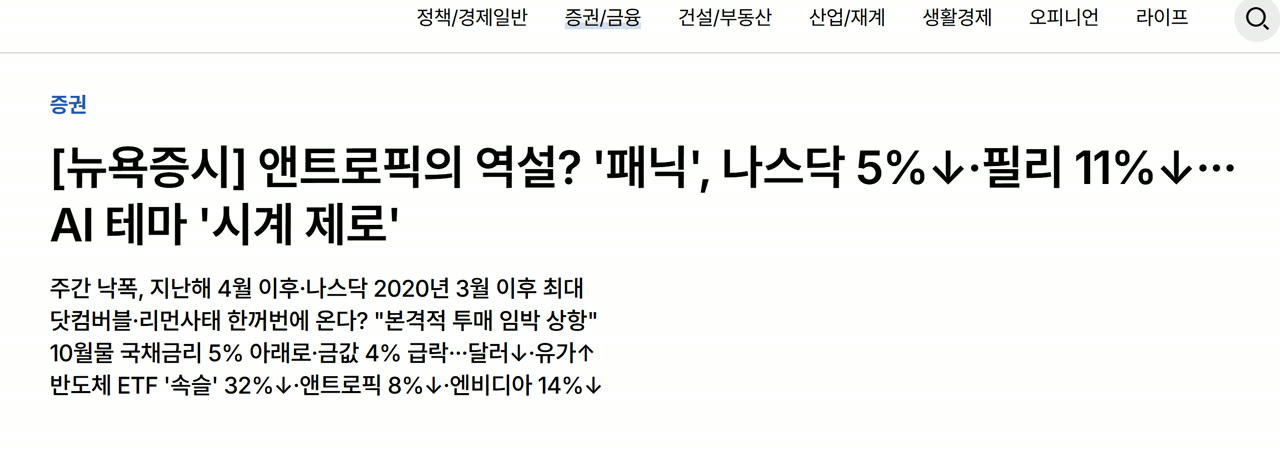 정책/경제일반 증권/금융 건설/부동산 산업/재계 생활경제 오피니언 라이프
증권
[뉴욕증시] 앤트로픽의 역설? '패닉', 나스닥 5%↓·필리 11%↓…
AI 테마 '시계 제로'
주간 낙폭, 지난해 4월 이후·나스닥 2020년 3월 이후 최대
닷컴버블·리먼사태 한꺼번에 온다? "본격적 투매 임박 상항"
10월물 국채금리 5% 아래로·금값 4% 급락…달러↓·유가↑
반도체 ETF '속슬' 32%↓·앤트로픽 8%↓·엔비디아 14%↓